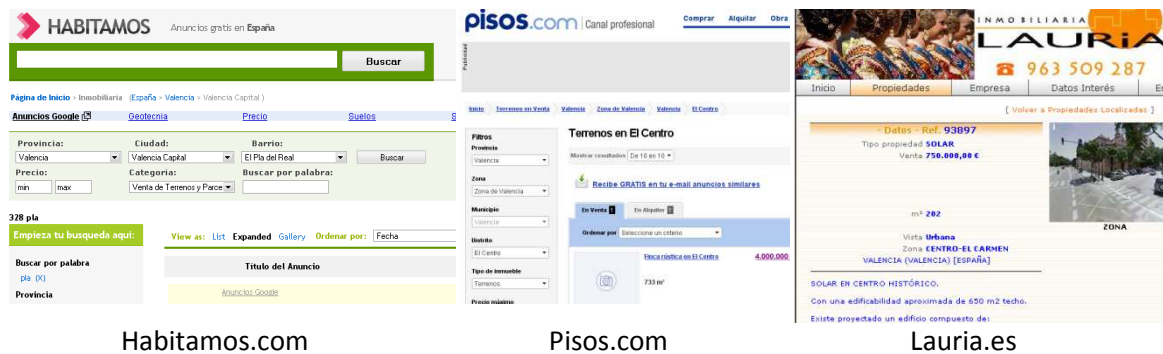 HABITAMOS
Anuncios gratis en España
Buscar
Página de Inicio > Inmobiliaria (España > Valencia > Valencia Capital )
Anuncios Google Geotecnia Precio Suelos S
Provincia: Ciudad: Barrio:
Valencia Valencia Capital El Pla del Real Buscar
Precio: Categoria: Buscar por palabra:
min max Venta de Terrenos y Parce
328 pla
Empieza tu busqueda aqui:
View as: List Expanded Gallery Ordenar por: Fecha
Buscar por palabra
pla (X)
Provincia
Título del Anuncio
Anuncios Google
Habitamos.com
pisos.com Canal profesional
Comprar Alquilar Obra
Publicidad
Inicio Terrenos en Venta Valencia Zona de Valencia Valencia El Centro
Filtros
Provincia
Valencia
Zona
Zona de Valencia
Municipio
Valencia
Distrito
El Centro
Tipo de inmueble
Terrenos
Precio máximo
Terrenos en El Centro
Mostrar resultados De 10 en 10
Recibe GRATIS en tu e-mail anuncios similares
En Venta 1 En Alquiler
Ordenar por Seleccione un criterio
Finca rústica en El Centro 4.000.000
733 m²
Pisos.com
INMOBILIARIA
LAURiA
963 509 287
Inicio Propiedades Empresa Datos Interés E
[ Volver a Propiedades Localizadas ]
- Datos - Ref. 93897
Tipo propiedad SOLAR
Venta 750.008,08 €
m² 202
Vista Urbana
Zona CENTRO-EL CARMEN
VALENCIA (VALENCIA) [ESPAÑA]
ZONA
SOLAR EN CENTRO HISTÓRICO.
Con una edificabilidad aproximada de 650 m2 techo.
Existe proyectado un edificio compuesto de:
Lauria.es